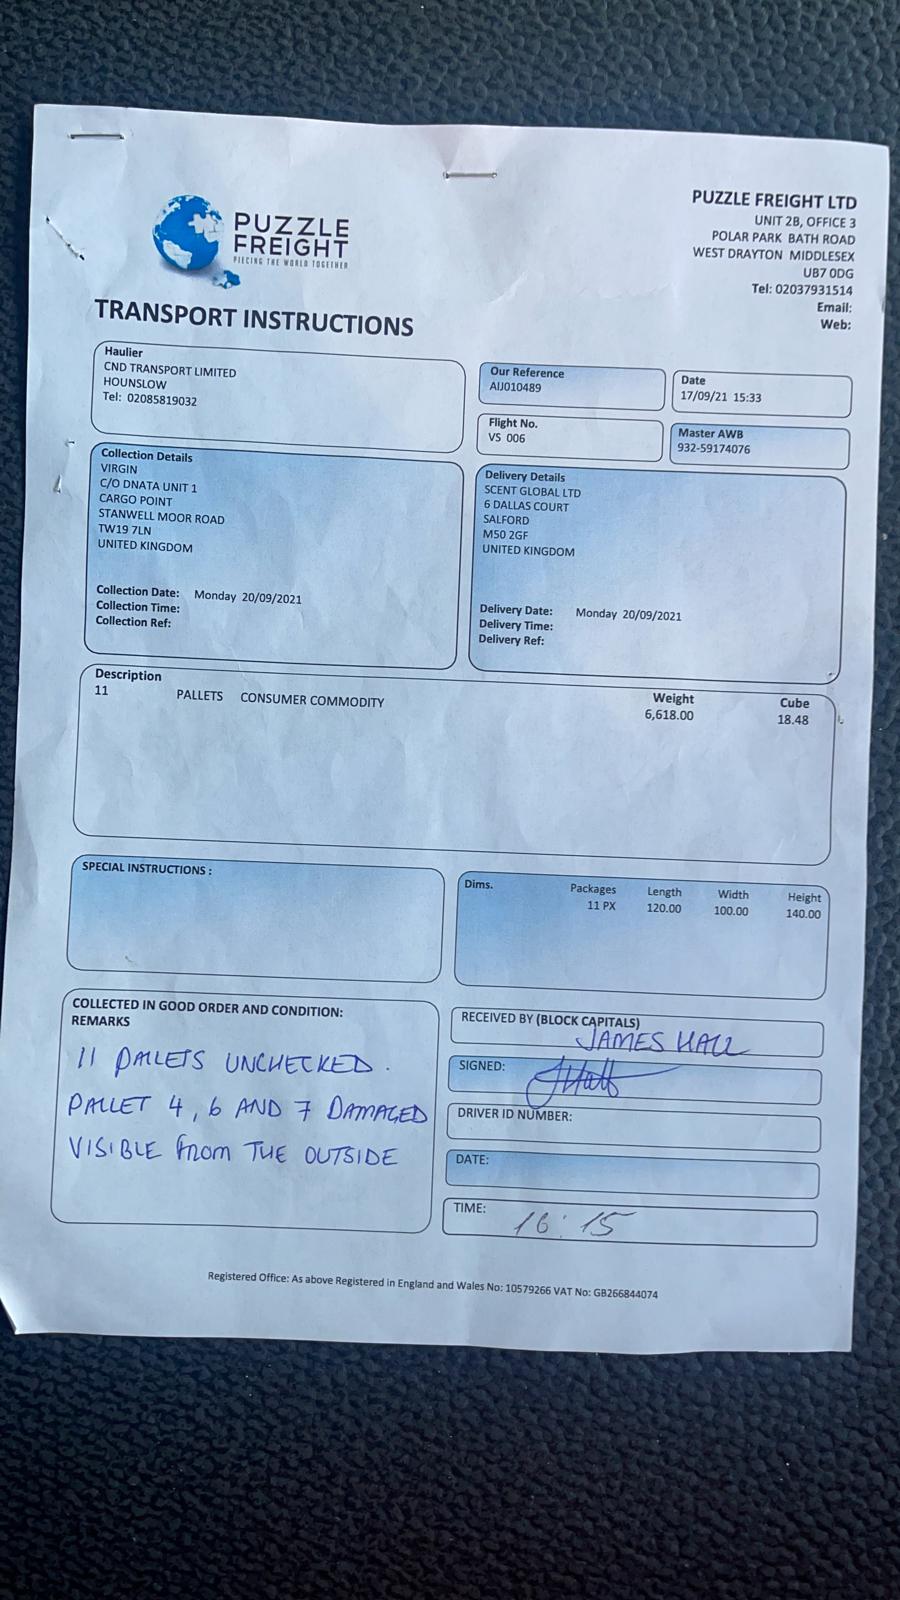 PUZZLE
FREIGHT
PIECING THE WORLD TOGETHER
PUZZLE FREIGHT LTD
UNIT 2B, OFFICE 3
POLAR PARK BATH ROAD
WEST DRAYTON MIDDLESEX
UB7 0DG
Tel: 02037931514
Email:
Web:
TRANSPORT INSTRUCTIONS
Haulier
CND TRANSPORT LIMITED
HOUNSLOW
Tel: 02085819032
Our Reference
AIJ010489
Date
17/09/21 15:33
Flight No.
VS 006
Master AWB
932-59174076
Collection Details
VIRGIN
C/O DNATA UNIT 1
CARGO POINT
STANWELL MOOR ROAD
TW19 7LN
UNITED KINGDOM
Collection Date: Monday 20/09/2021
Collection Time:
Collection Ref:
Delivery Details
SCENT GLOBAL LTD
6 DALLAS COURT
SALFORD
M50 2GF
UNITED KINGDOM
Delivery Date: Monday 20/09/2021
Delivery Time:
Delivery Ref:
Description Weight Cube
11 PALLETS CONSUMER COMMODITY 6,618.00 18.48
SPECIAL INSTRUCTIONS :
Dims. Packages Length Width Height
11 PX 120.00 100.00 140.00
COLLECTED IN GOOD ORDER AND CONDITION:
REMARKS
11 PALLETS UNCHECKED.
PALLET 4, 6 AND 7 DAMAGED
VISIBLE FROM THE OUTSIDE
RECEIVED BY (BLOCK CAPITALS)
JAMES HALL
SIGNED: JHall
DRIVER ID NUMBER:
DATE:
TIME: 16:15
Registered Office: As above Registered in England and Wales No: 10579266 VAT No: GB266844074